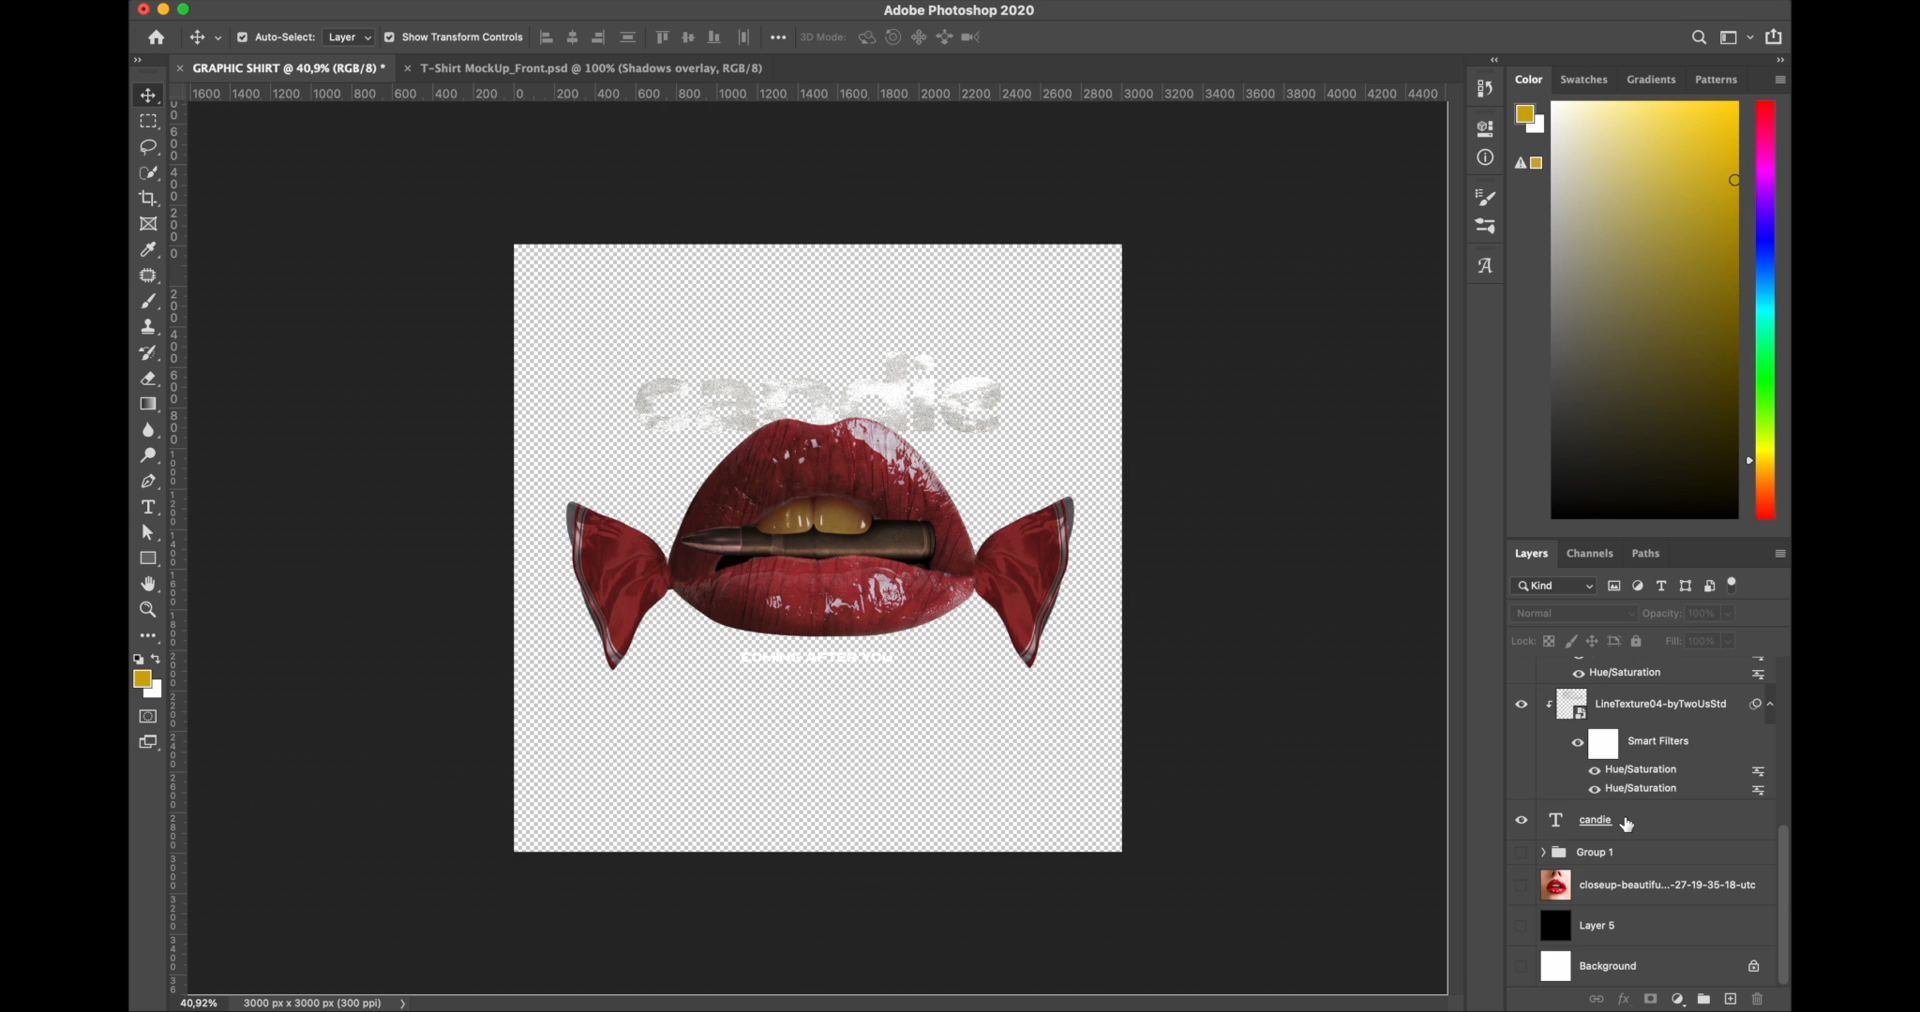 Adobe Photoshop 2020
Auto-Select: Layer Show Transform Controls 3D Mode:
GRAPHIC SHIRT @ 40,9% (RGB/8) * T-Shirt MockUp_Front.psd @ 100% (Shadows overlay, RGB/8)
1600 1400 1200 1000 800 600 400 200 0 200 400 600 800 1000 1200 1400 1600 1800 2000 2200 2400 2600 2800 3000 3200 3400 3600 3800 4000 4200 4400
Color Swatches Gradients Patterns
candie
Layers Channels Paths
Kind
Normal Opacity: 100%
Lock: Fill: 100%
Hue/Saturation
LineTexture04-byTwoUsStd
Smart Filters
Hue/Saturation
Hue/Saturation
candie
Group 1
closeup-beautifu...-27-19-35-18-utc
Layer 5
Background
40,92% 3000 px x 3000 px (300 ppi)